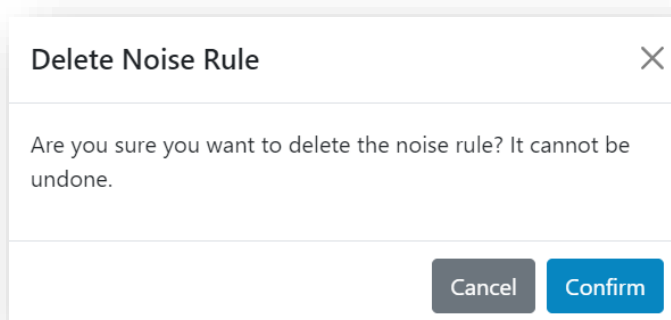 Delete Noise Rule
Are you sure you want to delete the noise rule? It cannot be
undone.
Cancel
Confirm